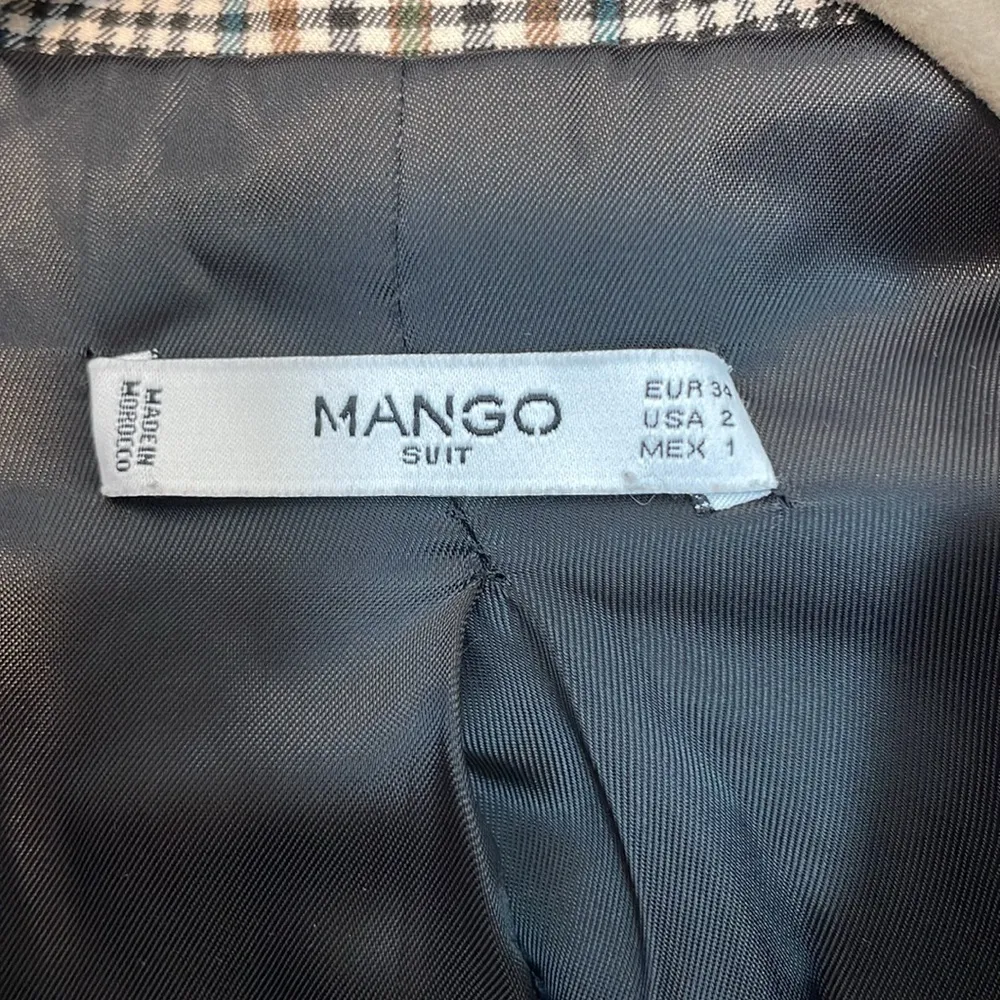 MADE IN
MOROCCO
MANGO
SUIT
EUR 34
USA 2
MEX 1